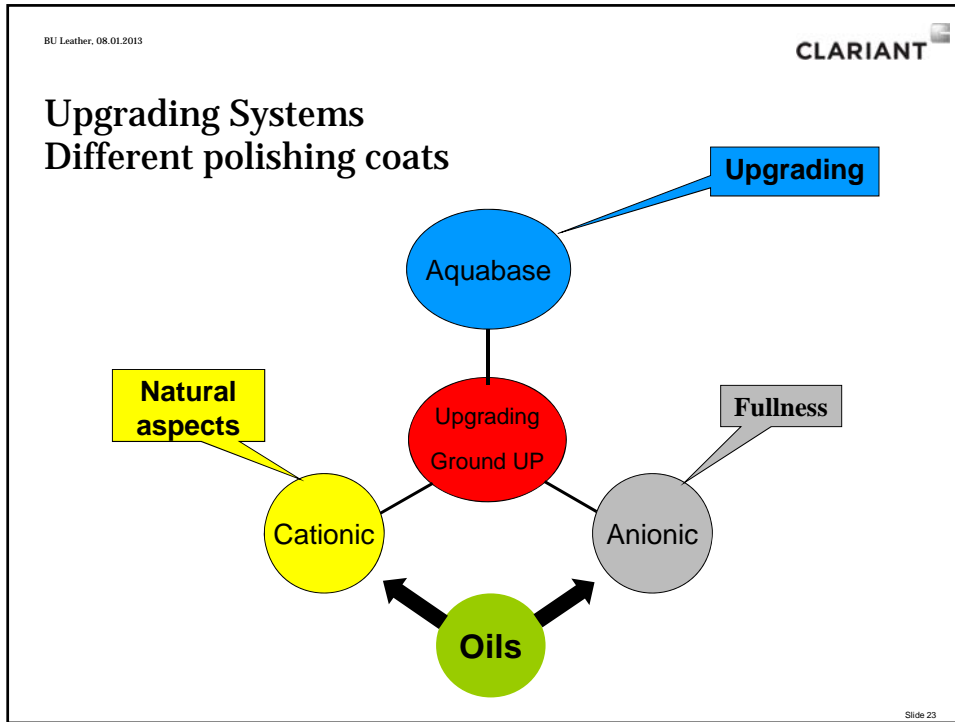 BU Leather, 08.01.2013
CLARIANT
Upgrading Systems
Different polishing coats
Upgrading
Aquabase
Natural
aspects
Upgrading
Ground UP
Fullness
Cationic
Anionic
Oils
Slide 23